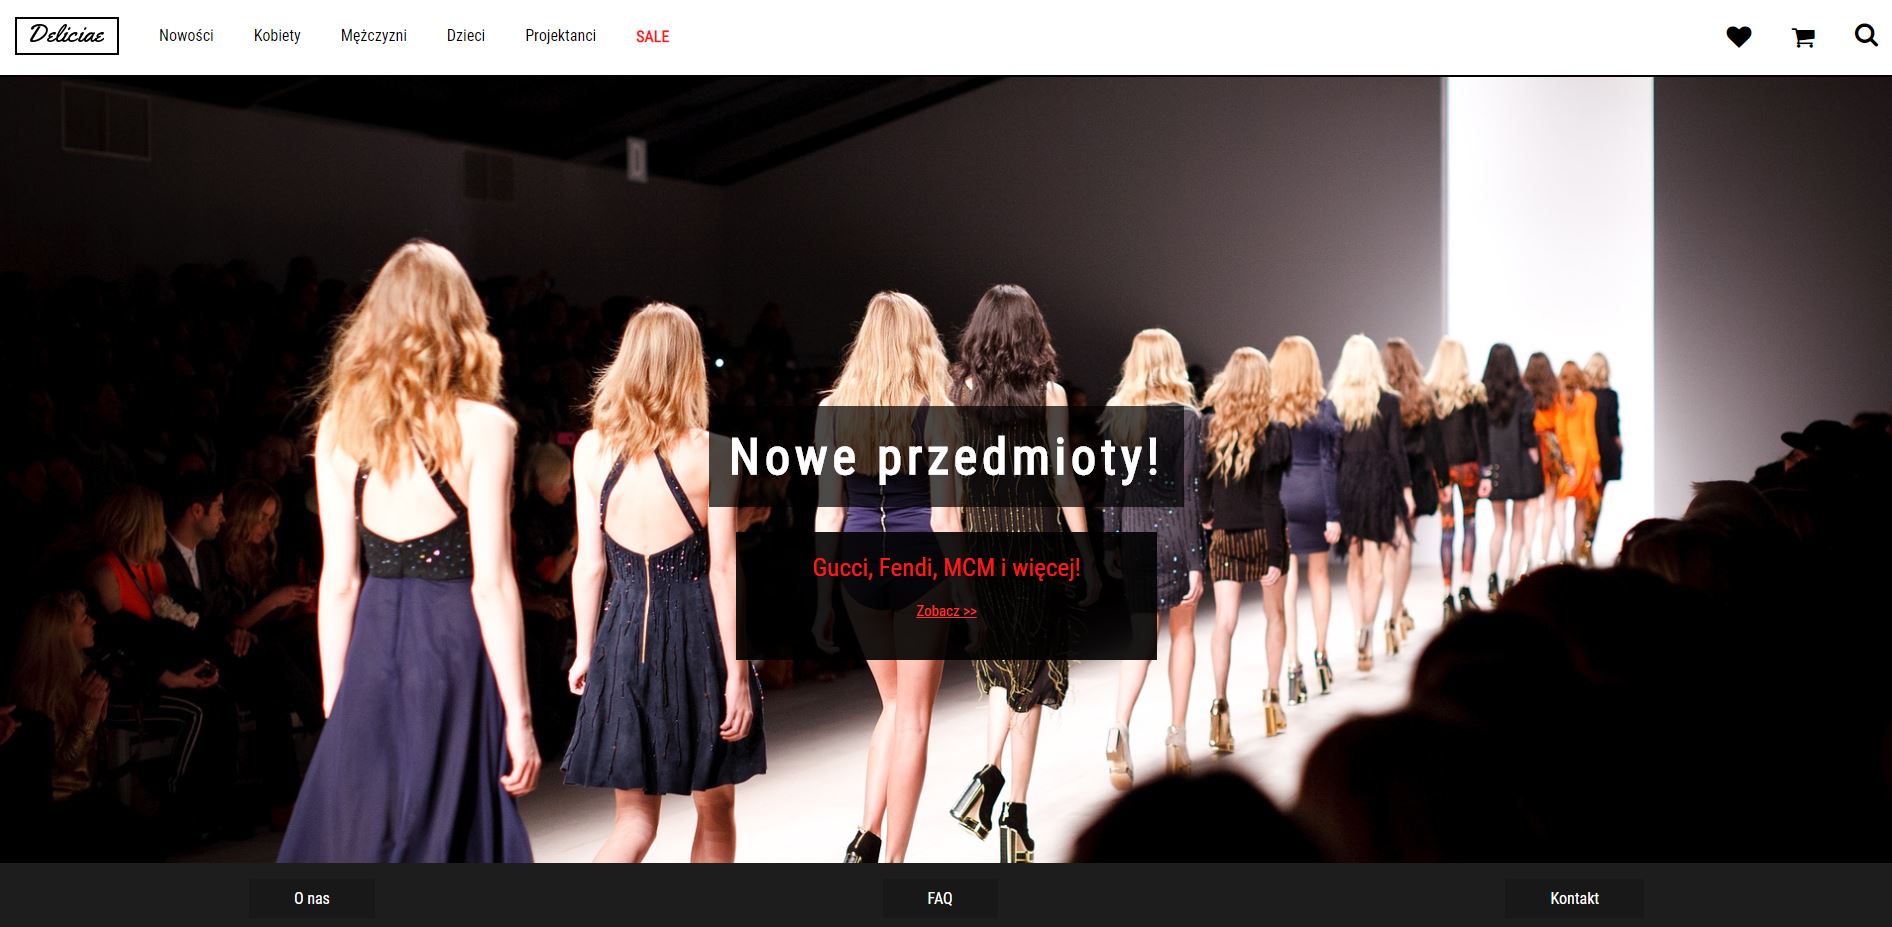 Deliciae
Nowości
Kobiety
Mężczyzni
Dzieci
Projektanci
SALE
Nowe przedmioty!
Gucci, Fendi, MCM i więcej!
Zobacz >>
O nas
FAQ
Kontakt